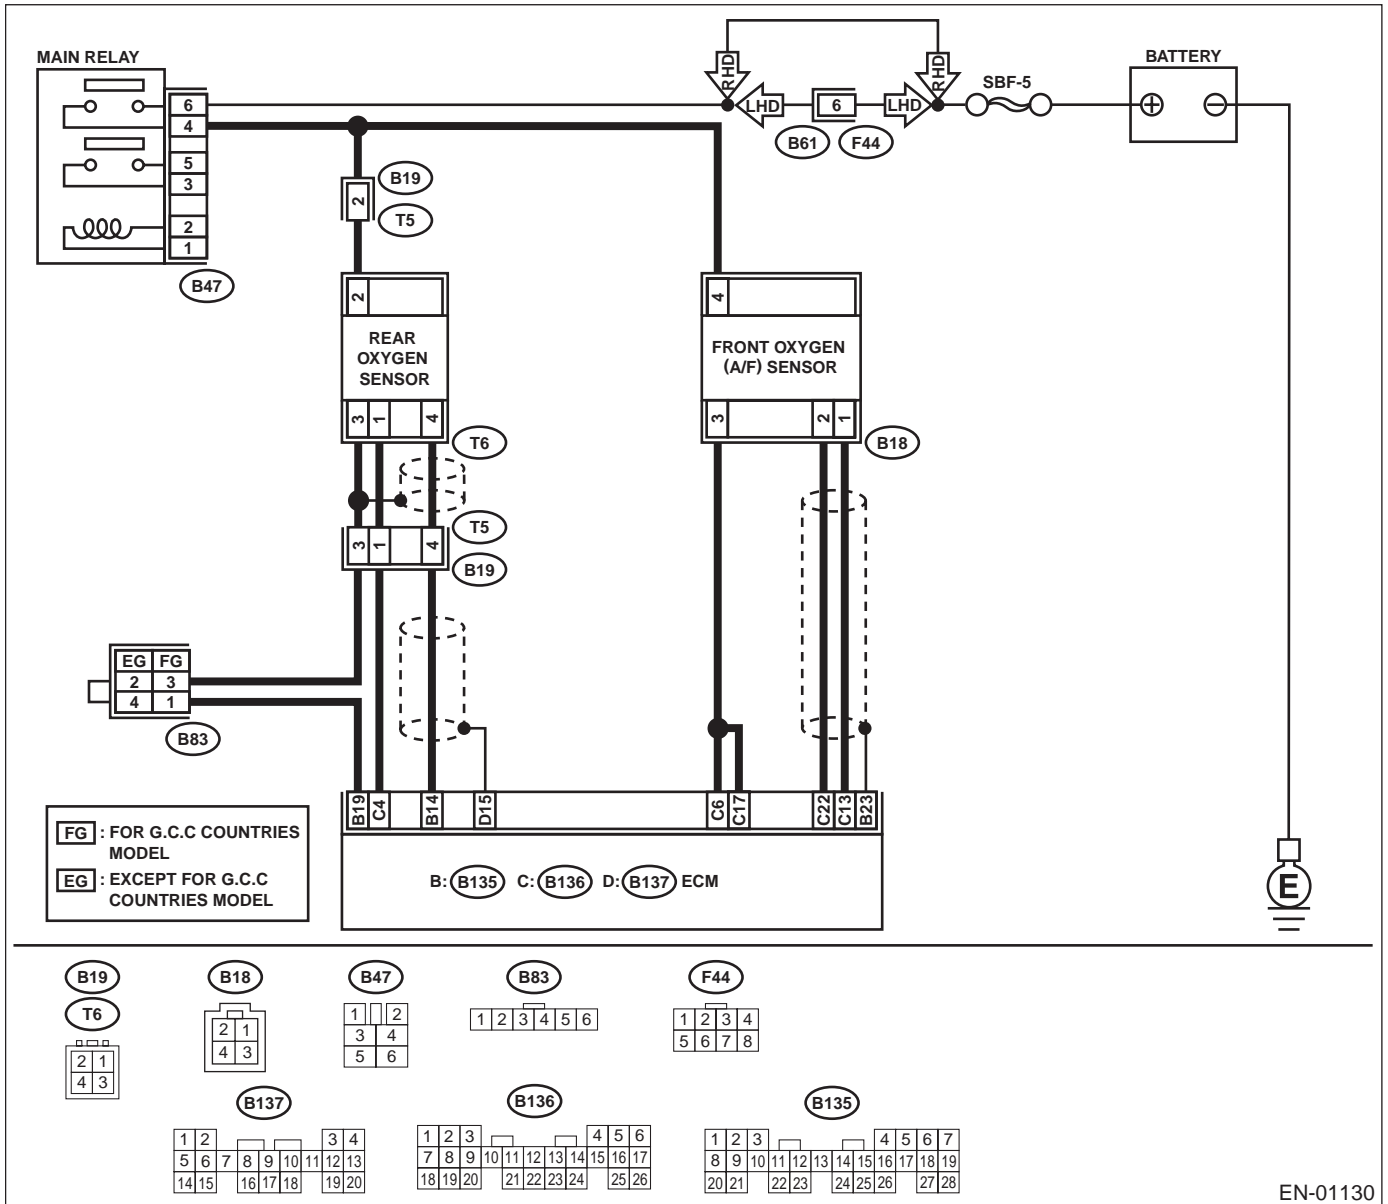 MAIN RELAY
6
4
5
3
2
1
B47
RHD
RHD
LHD
6
LHD
B61
F44
SBF-5
BATTERY
+
−
B19
2
T5
2
REAR
OXYGEN
SENSOR
3 1 4
T6
4
FRONT OXYGEN
(A/F) SENSOR
3 2 1
B18
T5
3 1 4
B19
EG FG
2 3
4 1
B83
B19 C4 B14 D15 C6 C17 C22 C13 B23
B: B135 C: B136 D: B137 ECM
E
FG : FOR G.C.C COUNTRIES
MODEL
EG : EXCEPT FOR G.C.C
COUNTRIES MODEL
B19
T6
2 1
4 3
B18
2 1
4 3
B47
1 2
3 4
5 6
B83
1 2 3 4 5 6
F44
1 2 3 4
5 6 7 8
B137
1 2 3 4
5 6 7 8 9 10 11 12 13
14 15 16 17 18 19 20
B136
1 2 3 4 5 6
7 8 9 10 11 12 13 14 15 16 17
18 19 20 21 22 23 24 25 26
B135
1 2 3 4 5 6 7
8 9 10 11 12 13 14 15 16 17 18 19
20 21 22 23 24 25 26 27 28
EN-01130